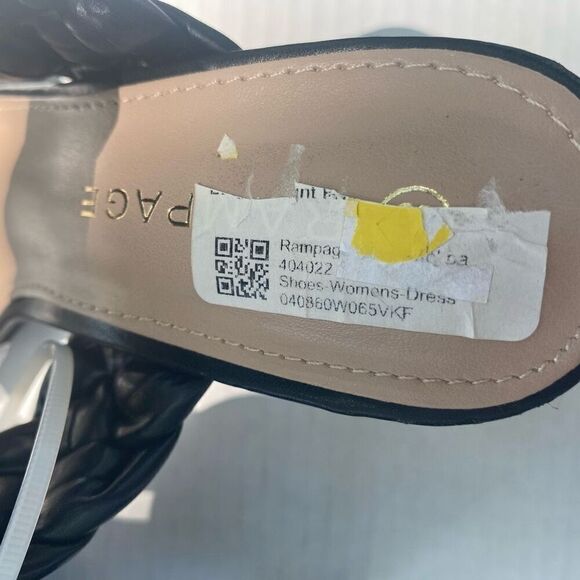 PAGE
Rampag
404022
Shoes-Womens-Dress
040860W065VKF